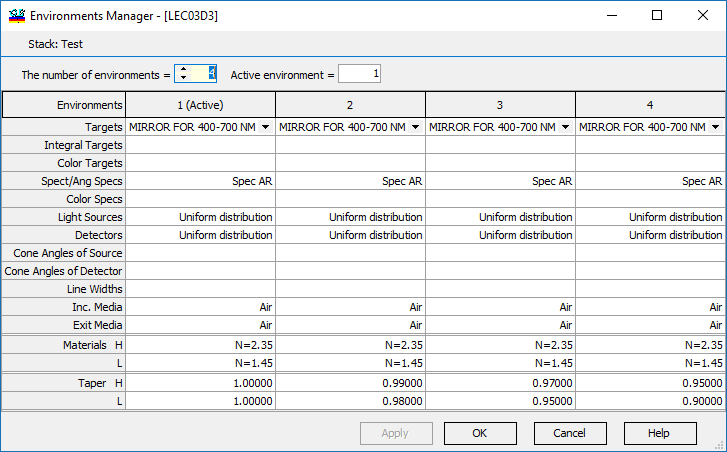 Environments Manager - [LEC03D3]
Stack: Test
The number of environments = 4 Active environment = 1
Environments 1 (Active) 2 3 4
Targets MIRROR FOR 400-700 NM MIRROR FOR 400-700 NM MIRROR FOR 400-700 NM MIRROR FOR 400-700 NM
Integral Targets
Color Targets
Spect/Ang Specs Spec AR Spec AR Spec AR Spec AR
Color Specs
Light Sources Uniform distribution Uniform distribution Uniform distribution Uniform distribution
Detectors Uniform distribution Uniform distribution Uniform distribution Uniform distribution
Cone Angles of Source
Cone Angles of Detector
Line Widths
Inc. Media Air Air Air Air
Exit Media Air Air Air Air
Materials H N=2.35 N=2.35 N=2.35 N=2.35
L N=1.45 N=1.45 N=1.45 N=1.45
Taper H 1.00000 0.99000 0.97000 0.95000
L 1.00000 0.98000 0.95000 0.90000
Apply OK Cancel Help